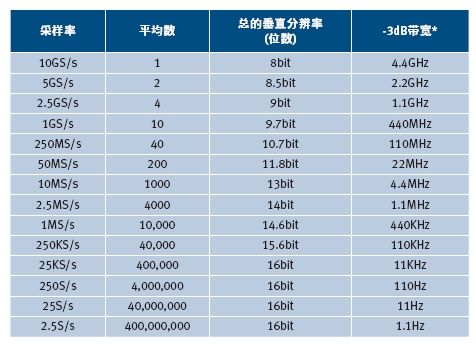 采样率 平均数 总的垂直分辨率 (位数) -3dB带宽*
10GS/s 1 8bit 4.4GHz
5GS/s 2 8.5bit 2.2GHz
2.5GS/s 4 9bit 1.1GHz
1GS/s 10 9.7bit 440MHz
250MS/s 40 10.7bit 110MHz
50MS/s 200 11.8bit 22MHz
10MS/s 1000 13bit 4.4MHz
2.5MS/s 4000 14bit 1.1MHz
1MS/s 10,000 14.6bit 440KHz
250KS/s 40,000 15.6bit 110KHz
25KS/s 400,000 16bit 11KHz
250S/s 4,000,000 16bit 110Hz
25S/s 40,000,000 16bit 11Hz
2.5S/s 400,000,000 16bit 1.1Hz